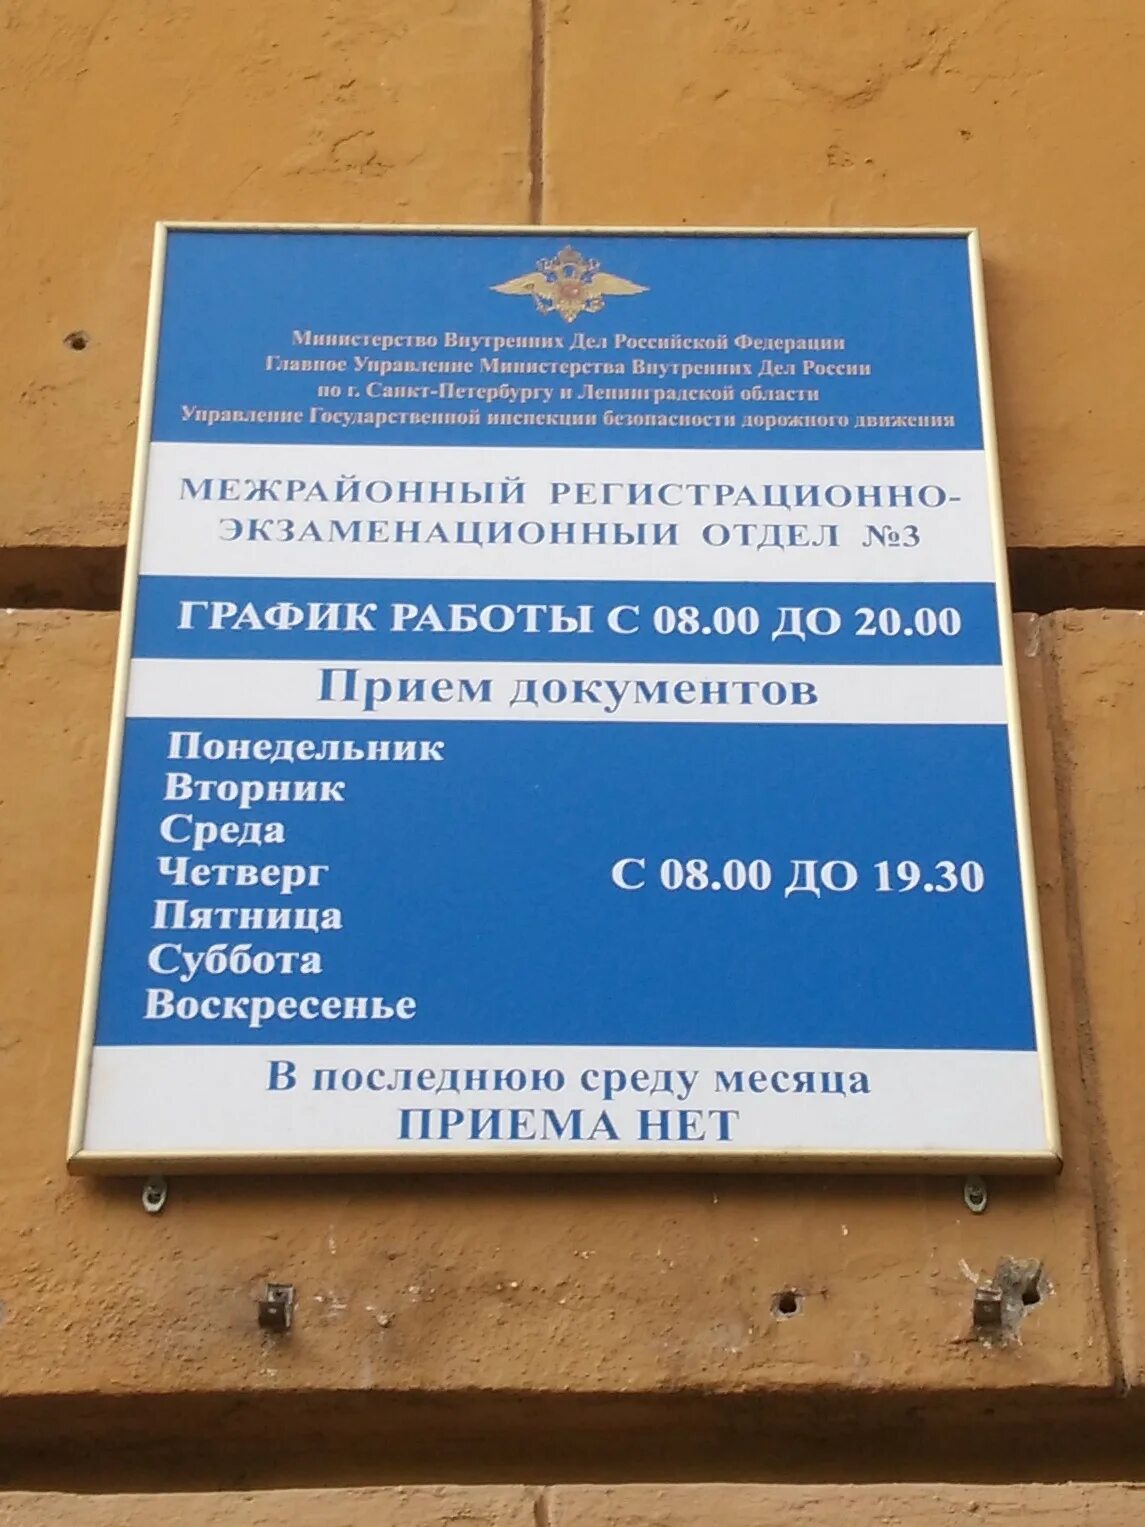 Министерство Внутренних Дел Российской Федерации
Главное Управление Министерства Внутренних Дел России
по г. Санкт-Петербургу и Ленинградской области
Управление Государственной инспекции безопасности дорожного движения
МЕЖРАЙОННЫЙ РЕГИСТРАЦИОННО-
ЭКЗАМЕНАЦИОННЫЙ ОТДЕЛ №3
ГРАФИК РАБОТЫ С 08.00 ДО 20.00
Прием документов
Понедельник
Вторник
Среда
Четверг
С 08.00 ДО 19.30
Пятница
Суббота
Воскресенье
В последнюю среду месяца
ПРИЕМА НЕТ